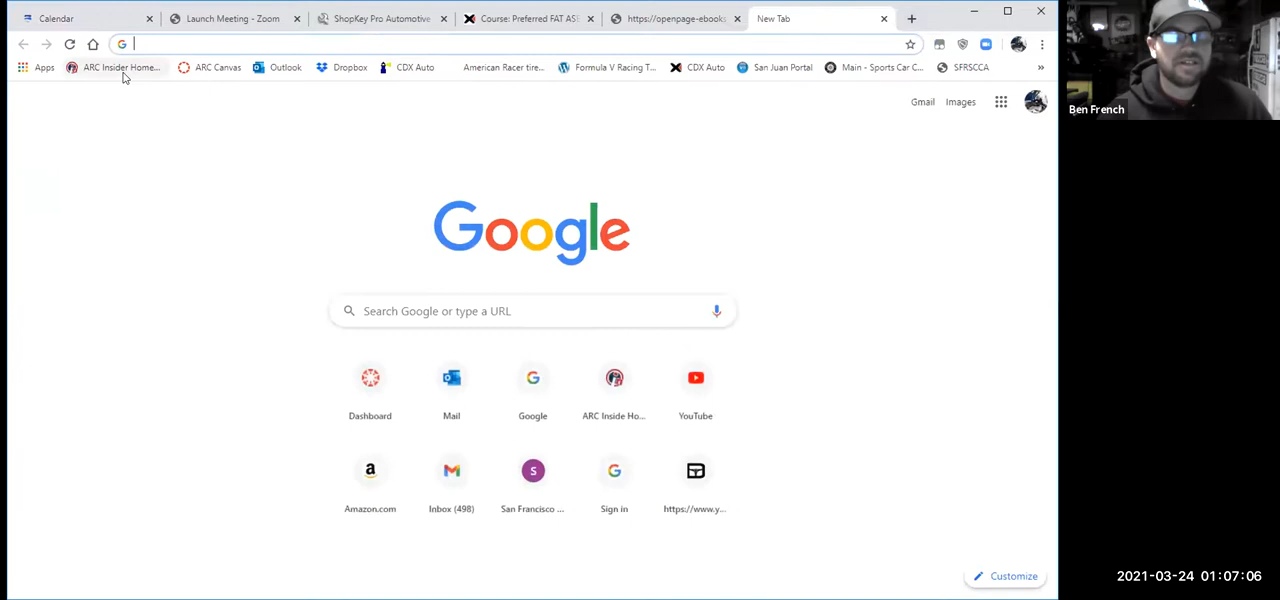 Calendar Launch Meeting - Zoom ShopKey Pro Automotive Course: Preferred FAT ASE https://openpage-ebooks New Tab
Apps ARC Insider Home... ARC Canvas Outlook Dropbox CDX Auto American Racer tire... Formula V Racing T... CDX Auto San Juan Portal Main - Sports Car C... SFRSCCA »
Ben French
Gmail Images
Google
Search Google or type a URL
Dashboard Mail Google ARC Inside Ho... YouTube
Amazon.com Inbox (498) San Francisco ... Sign in https://www.y...
Customize
2021-03-24 01:07:06